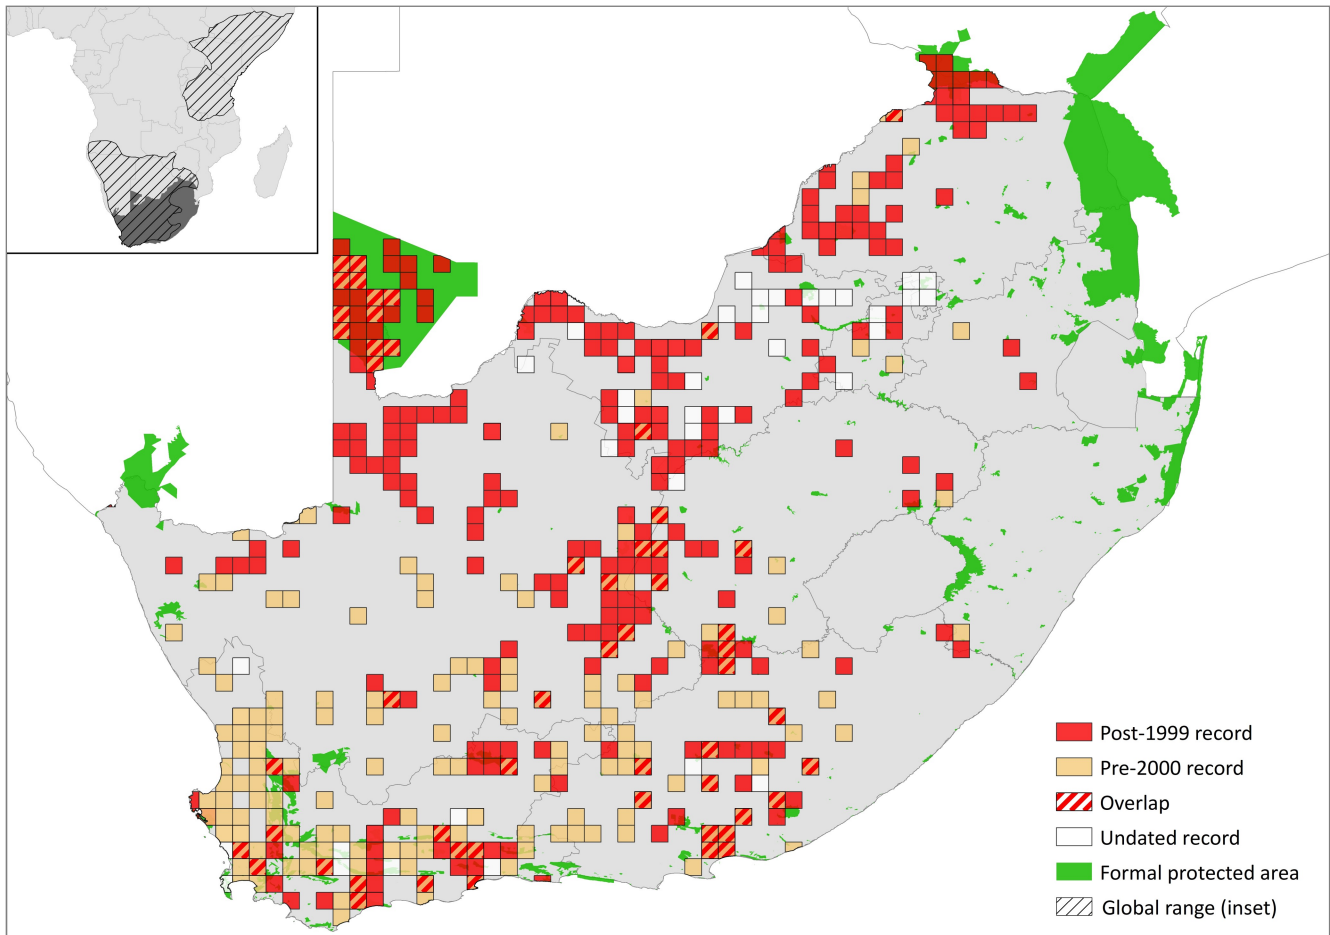 Post-1999 record
Pre-2000 record
Overlap
Undated record
Formal protected area
Global range (inset)